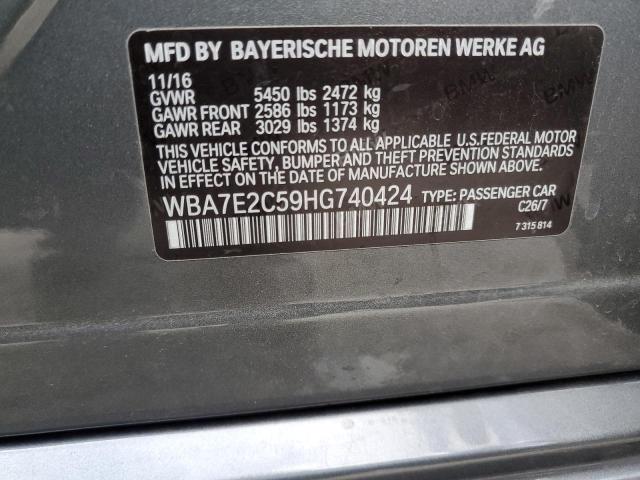 MFD BY BAYERISCHE MOTOREN WERKE AG
11/16
GVWR 5450 lbs 2472 kg
GAWR FRONT 2586 lbs 1173 kg
GAWR REAR 3029 lbs 1374 kg
THIS VEHICLE CONFORMS TO ALL APPLICABLE U.S.FEDERAL MOTOR
VEHICLE SAFETY, BUMPER AND THEFT PREVENTION STANDARDS
IN EFFECT ON THE DATE OF MANUFACTURE SHOWN ABOVE.
WBA7E2C59HG740424 TYPE: PASSENGER CAR
C26/7
7 315 814
BMW
BMW